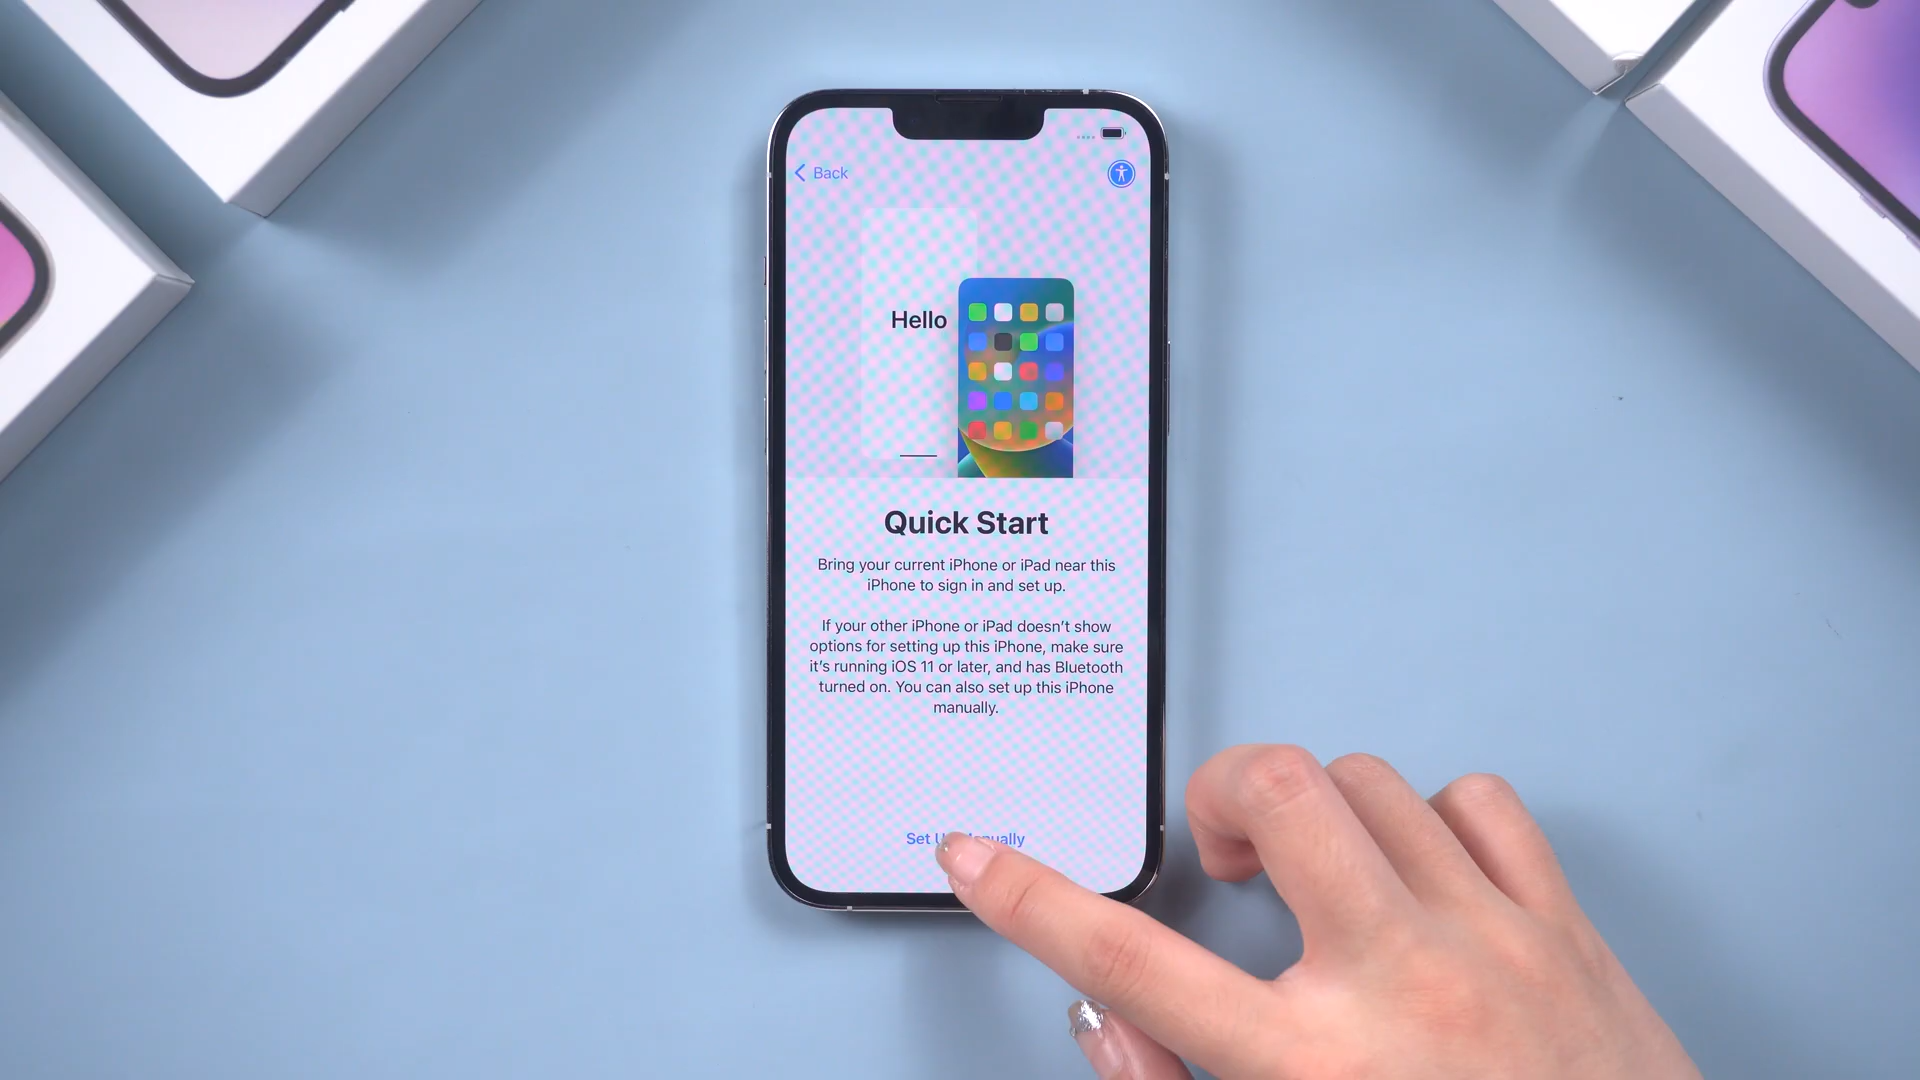 Back
Hello
Quick Start
Bring your current iPhone or iPad near this
iPhone to sign in and set up.
If your other iPhone or iPad doesn’t show
options for setting up this iPhone, make sure
it’s running iOS 11 or later, and has Bluetooth
turned on. You can also set up this iPhone
manually.
Set Up Manually